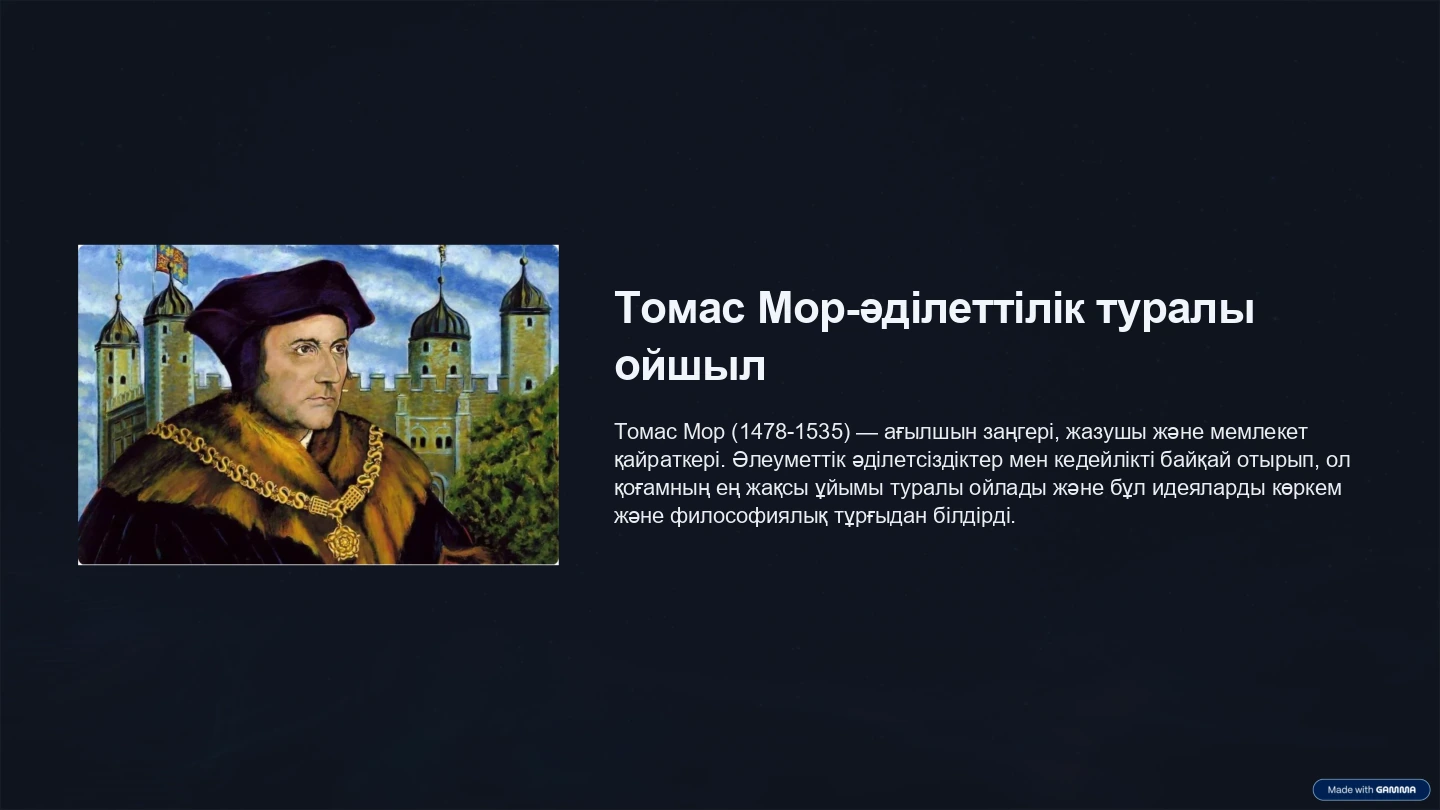 Томас Мор-әділеттілік туралы
ойшыл
Томас Мор (1478-1535) — ағылшын заңгері, жазушы және мемлекет
қайраткері. Әлеуметтік әділетсіздіктер мен кедейлікті байқай отырып, ол
қоғамның ең жақсы ұйымы туралы ойлады және бұл идеяларды көркем
және философиялық тұрғыдан білдірді.
Made with GAMMA